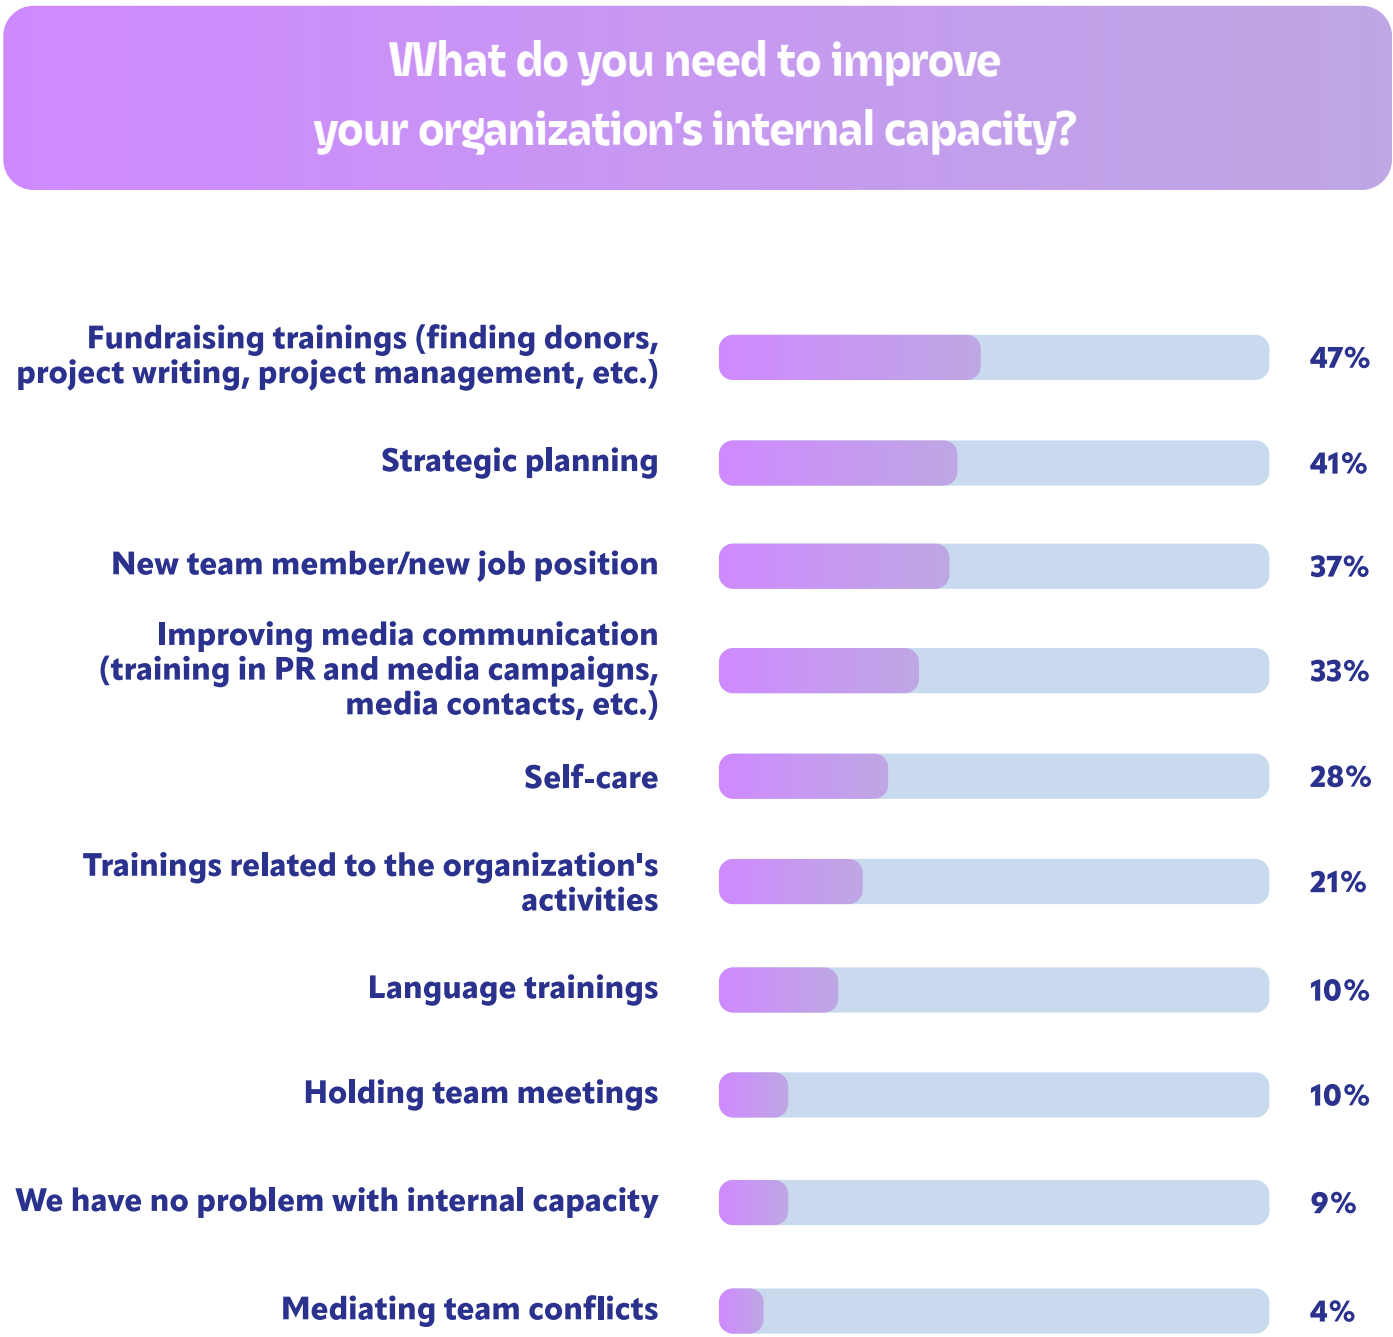 What do you need to improve
your organization's internal capacity?
Fundraising trainings (finding donors,
project writing, project management, etc.)
47%
Strategic planning
41%
New team member/new job position
37%
Improving media communication
(training in PR and media campaigns,
media contacts, etc.)
33%
Self-care
28%
Trainings related to the organization's
activities
21%
Language trainings
10%
Holding team meetings
10%
We have no problem with internal capacity
9%
Mediating team conflicts
4%